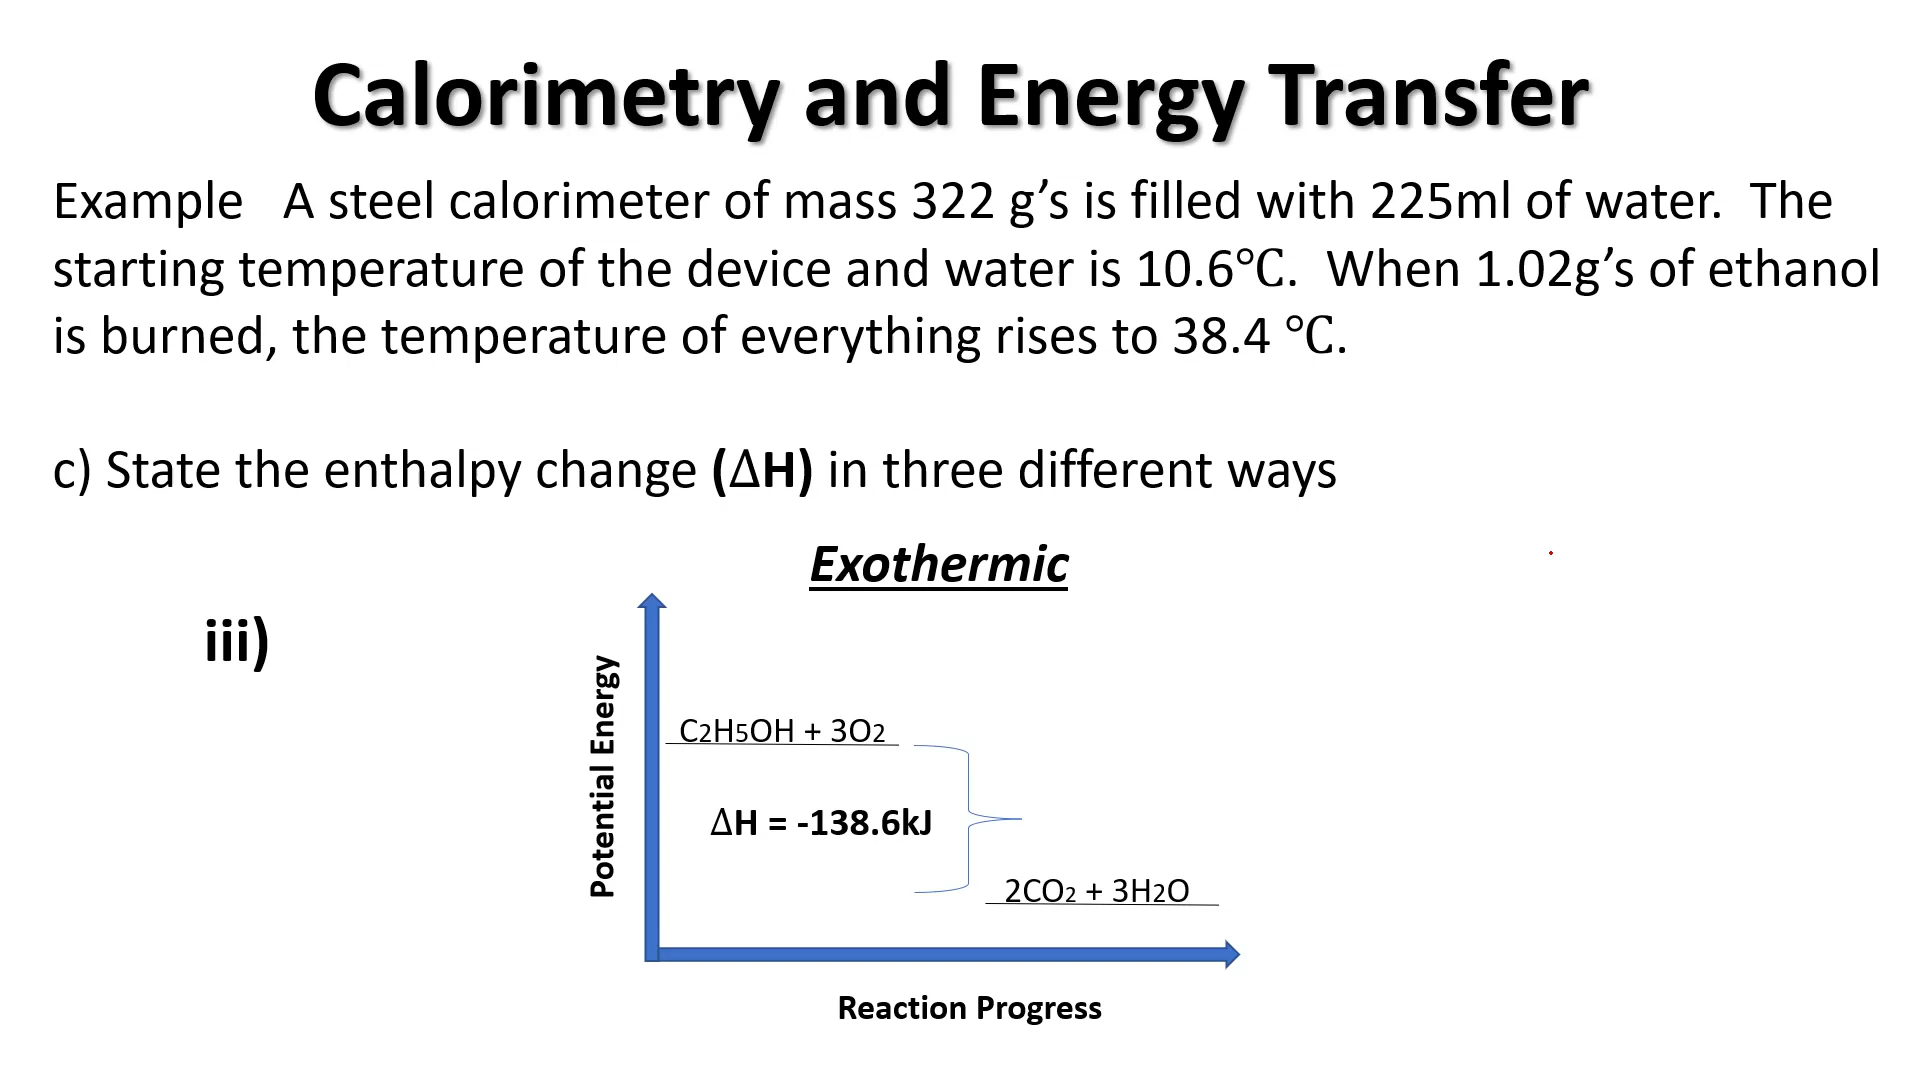 Calorimetry and Energy Transfer
Example   A steel calorimeter of mass 322 g’s is filled with 225ml of water.  The
starting temperature of the device and water is 10.6℃.  When 1.02g’s of ethanol
is burned, the temperature of everything rises to 38.4 ℃.
c) State the enthalpy change (∆H) in three different ways
Exothermic
iii)
Potential Energy
C2H5OH + 3O2
∆H = -138.6kJ
2CO2 + 3H2O
Reaction Progress